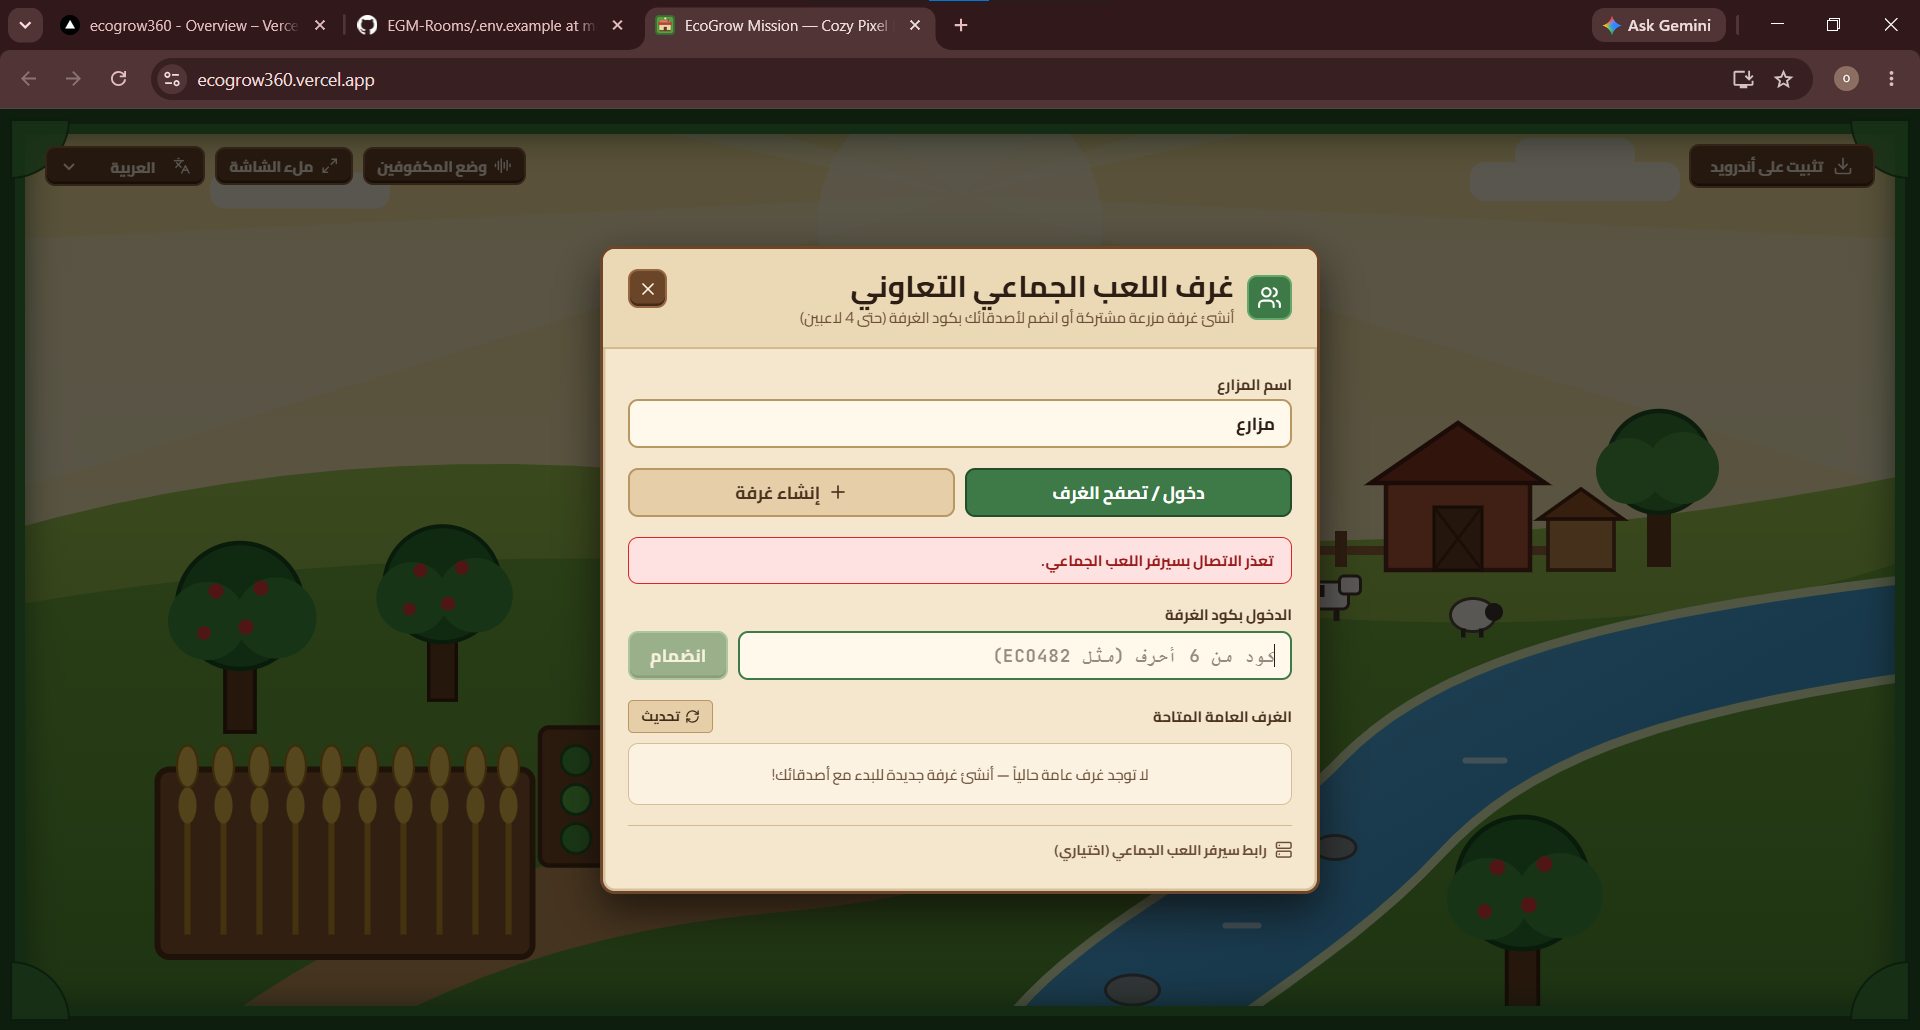 ecogrow360 - Overview – Verce
EGM-Rooms/.env.example at m
EcoGrow Mission — Cozy Pixel
Ask Gemini
ecogrow360.vercel.app
O
تثبيت على أندرويد
وضع المكفوفين
ملء الشاشة
العربية
غرف اللعب الجماعي التعاوني
أنشئ غرفة مزرعة مشتركة أو انضم لأصدقائك بكود الغرفة (حتى 4 لاعبين)
اسم المزارع
مزارع
دخول / تصفح الغرف
إنشاء غرفة
تعذر الاتصال بسيرفر اللعب الجماعي.
الدخول بكود الغرفة
كود من 6 أحرف (مثل ECO482)
انضمام
الغرف العامة المتاحة
تحديث
لا توجد غرف عامة حالياً — أنشئ غرفة جديدة للبدء مع أصدقائك!
رابط سيرفر اللعب الجماعي (اختياري)